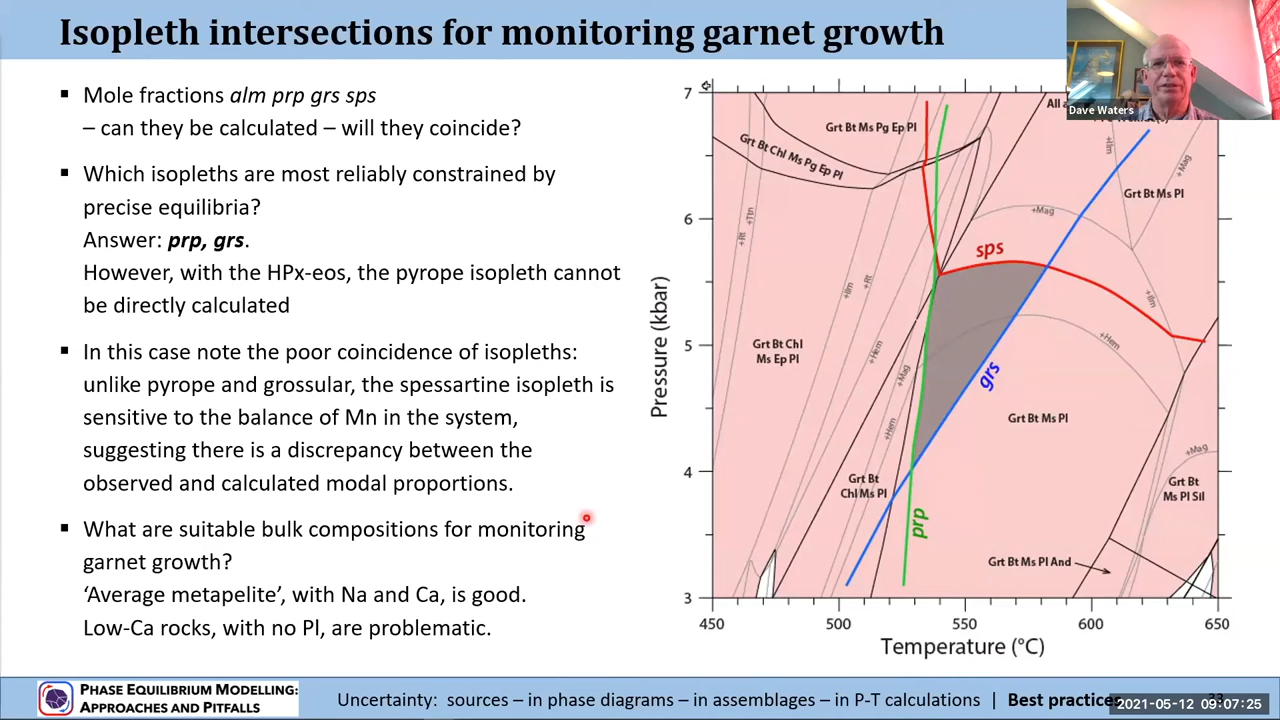 Isopleth intersections for monitoring garnet growth
Dave Waters
▪ Mole fractions alm prp grs sps
– can they be calculated – will they coincide?
▪ Which isopleths are most reliably constrained by
precise equilibria?
Answer: prp, grs.
However, with the HPx-eos, the pyrope isopleth cannot
be directly calculated
▪ In this case note the poor coincidence of isopleths:
unlike pyrope and grossular, the spessartine isopleth is
sensitive to the balance of Mn in the system,
suggesting there is a discrepancy between the
observed and calculated modal proportions.
▪ What are suitable bulk compositions for monitoring
garnet growth?
‘Average metapelite’, with Na and Ca, is good.
Low-Ca rocks, with no Pl, are problematic.
7
6
5
4
3
Pressure (kbar)
450
500
550
600
650
Temperature (°C)
All
Grt Bt Ms Pg Ep Pl
Grt Bt Chl Ms Pg Ep Pl
+Ilm
+Mag
Grt Bt Ms Pl
+Mag
+Rt
+Ttn
sps
+Ilm
+Rt
+Ilm
Grt Bt Chl
Ms Ep Pl
+Hem
+Hem
+Mag
grs
Grt Bt Ms Pl
+Hem
+Mag
Grt Bt
Chl Ms Pl
Grt Bt
Ms Pl Sil
prp
Grt Bt Ms Pl And
PHASE EQUILIBRIUM MODELLING:
APPROACHES AND PITFALLS
Uncertainty: sources – in phase diagrams – in assemblages – in P-T calculations | Best practices
2021-05-12 09:07:25